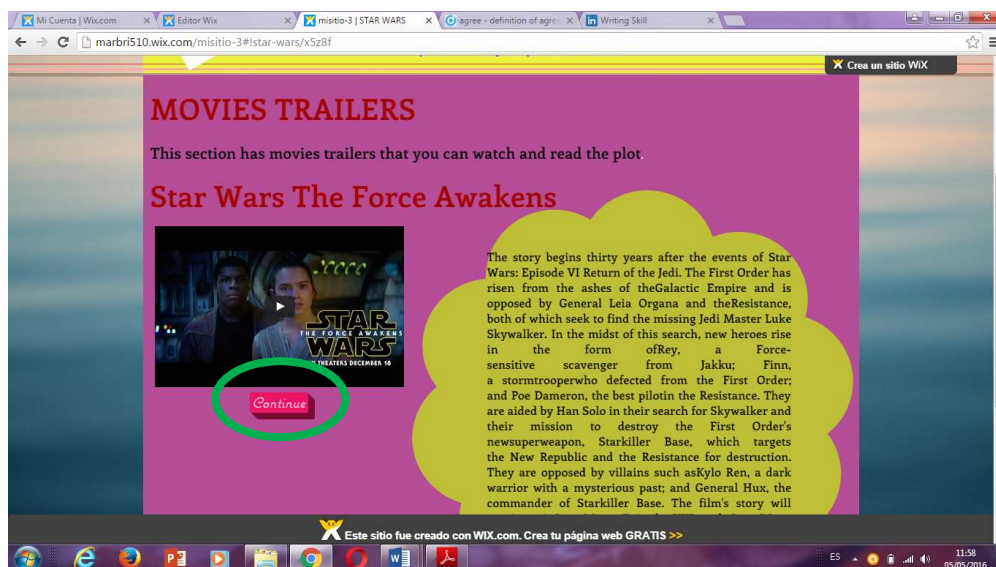 Mi Cuenta | Wix.com
Editor Wix
misitio-3 | STAR WARS
agree - definition of agre
Writing Skill
marbri510.wix.com/misitio-3#!star-wars/x5z8f
Crea un sitio WiX
MOVIES TRAILERS
This section has movies trailers that you can watch and read the plot.
Star Wars The Force Awakens
STAR
THE FORCE AWAKENS
WARS
THEATERS DECEMBER 18
Continue
The story begins thirty years after the events of Star
Wars: Episode VI Return of the Jedi. The First Order has
risen from the ashes of theGalactic Empire and is
opposed by General Leia Organa and theResistance,
both of which seek to find the missing Jedi Master Luke
Skywalker. In the midst of this search, new heroes rise
in the form ofRey, a Force-
sensitive scavenger from Jakku; Finn,
a stormtrooperwho defected from the First Order;
and Poe Dameron, the best pilotin the Resistance. They
are aided by Han Solo in their search for Skywalker and
their mission to destroy the First Order's
newsuperweapon, Starkiller Base, which targets
the New Republic and the Resistance for destruction.
They are opposed by villains such asKylo Ren, a dark
warrior with a mysterious past; and General Hux, the
commander of Starkiller Base. The film's story will
Este sitio fue creado con WIX.com. Crea tu página web GRATIS >>
ES
11:58
05/05/2016